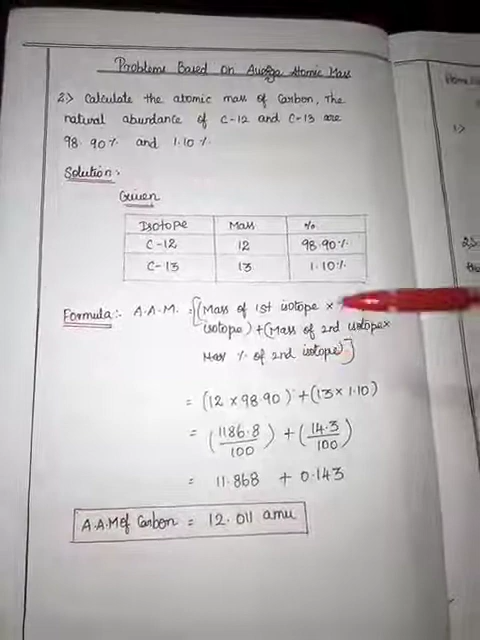 Problems Based on Average Atomic Mass
2.) Calculate the atomic mass of Carbon, The
natural abundance of C-12 and C-13 are
98.90% and 1.10%.
Solution:
Given
Isotope Mass %
C-12 12 98.90%
C-13 13 1.10%
Formula:- A.A.M. = [(Mass of 1st isotope ×
isotope) + (Mass of 2nd isotope×
Mass % of 2nd isotope)]
= (12 × 98.90) + (13 × 1.10)
= (1186.8/100) + (14.3/100)
= 11.868 + 0.143
A.A.M of Carbon = 12.011 amu
1>